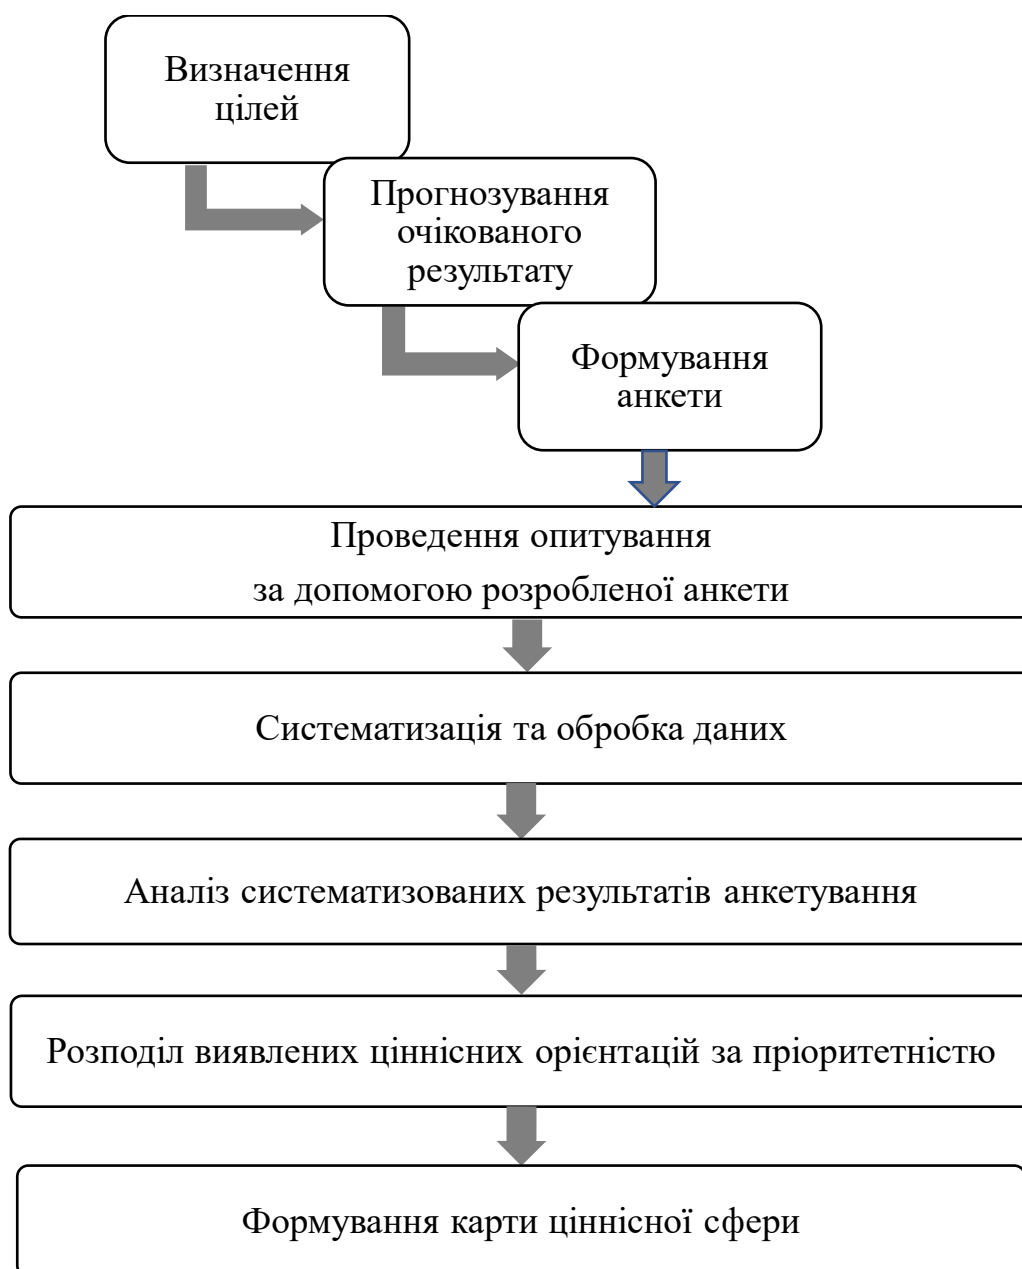 Визначення
цілей
Прогнозування
очікованого
результату
Формування
анкети
Проведення опитування
за допомогою розробленої анкети
Систематизація та обробка даних
Аналіз систематизованих результатів анкетування
Розподіл виявлених ціннісних орієнтацій за пріоритетністю
Формування карти ціннісної сфери